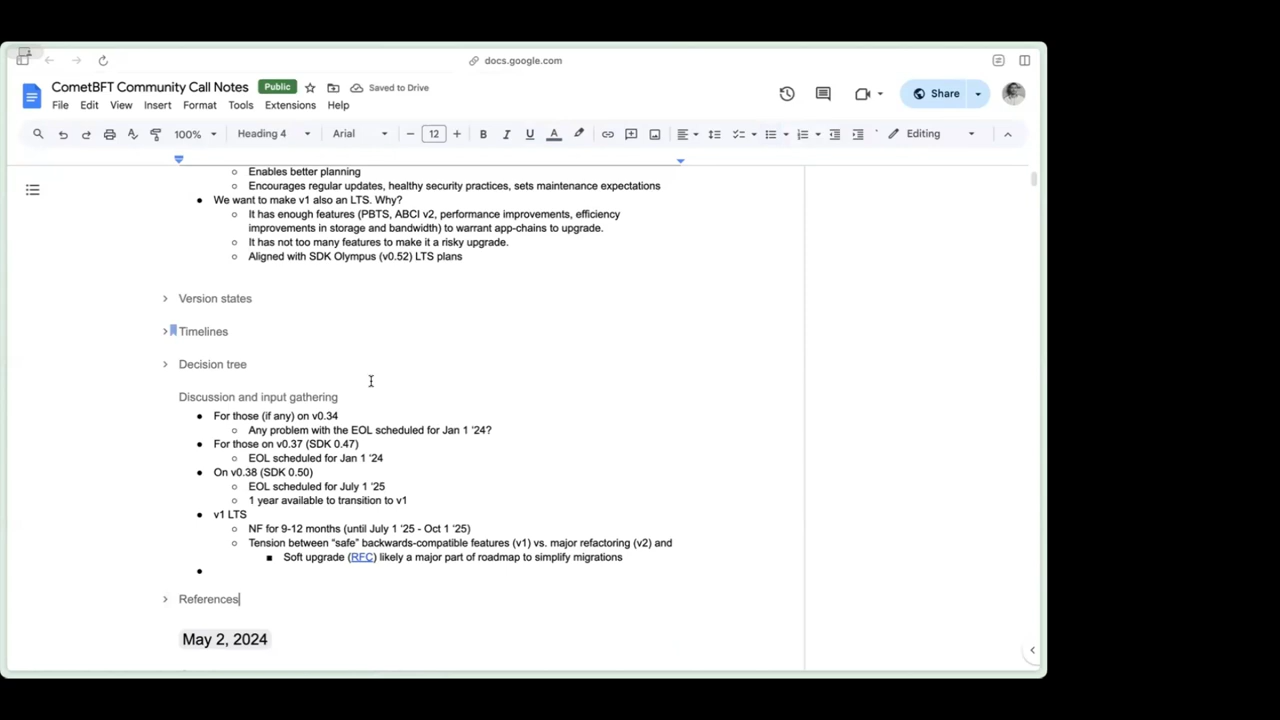 docs.google.com
CometBFT Community Call Notes Public Saved to Drive Share
File Edit View Insert Format Tools Extensions Help
100% Heading 4 Arial 12 Editing
Enables better planning
Encourages regular updates, healthy security practices, sets maintenance expectations
We want to make v1 also an LTS. Why?
It has enough features (PBTS, ABCI v2, performance improvements, efficiency
improvements in storage and bandwidth) to warrant app-chains to upgrade.
It has not too many features to make it a risky upgrade.
Aligned with SDK Olympus (v0.52) LTS plans
Version states
Timelines
Decision tree
Discussion and input gathering
For those (if any) on v0.34
Any problem with the EOL scheduled for Jan 1 '24?
For those on v0.37 (SDK 0.47)
EOL scheduled for Jan 1 '24
On v0.38 (SDK 0.50)
EOL scheduled for July 1 '25
1 year available to transition to v1
v1 LTS
NF for 9-12 months (until July 1 '25 - Oct 1 '25)
Tension between “safe” backwards-compatible features (v1) vs. major refactoring (v2) and
Soft upgrade (RFC) likely a major part of roadmap to simplify migrations
References
May 2, 2024